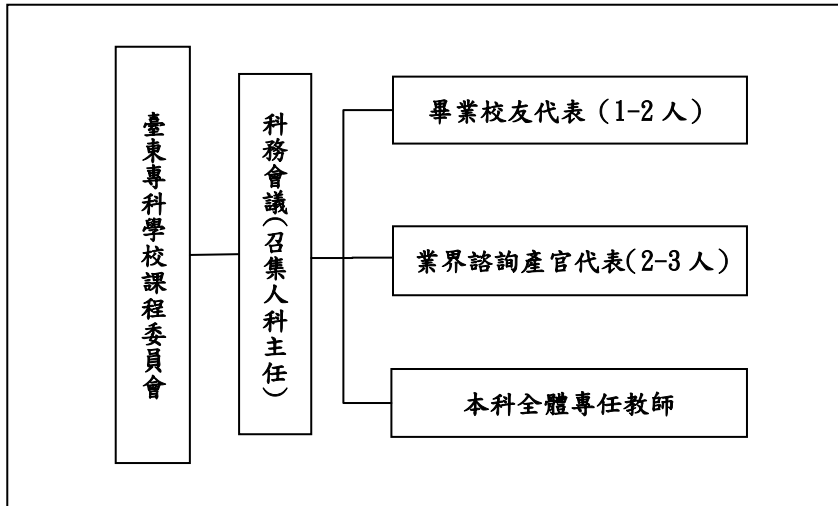 臺東專科學校課程委員會
科務會議(召集人科主任)
畢業校友代表（1-2 人）
業界諮詢產官代表(2-3 人)
本科全體專任教師